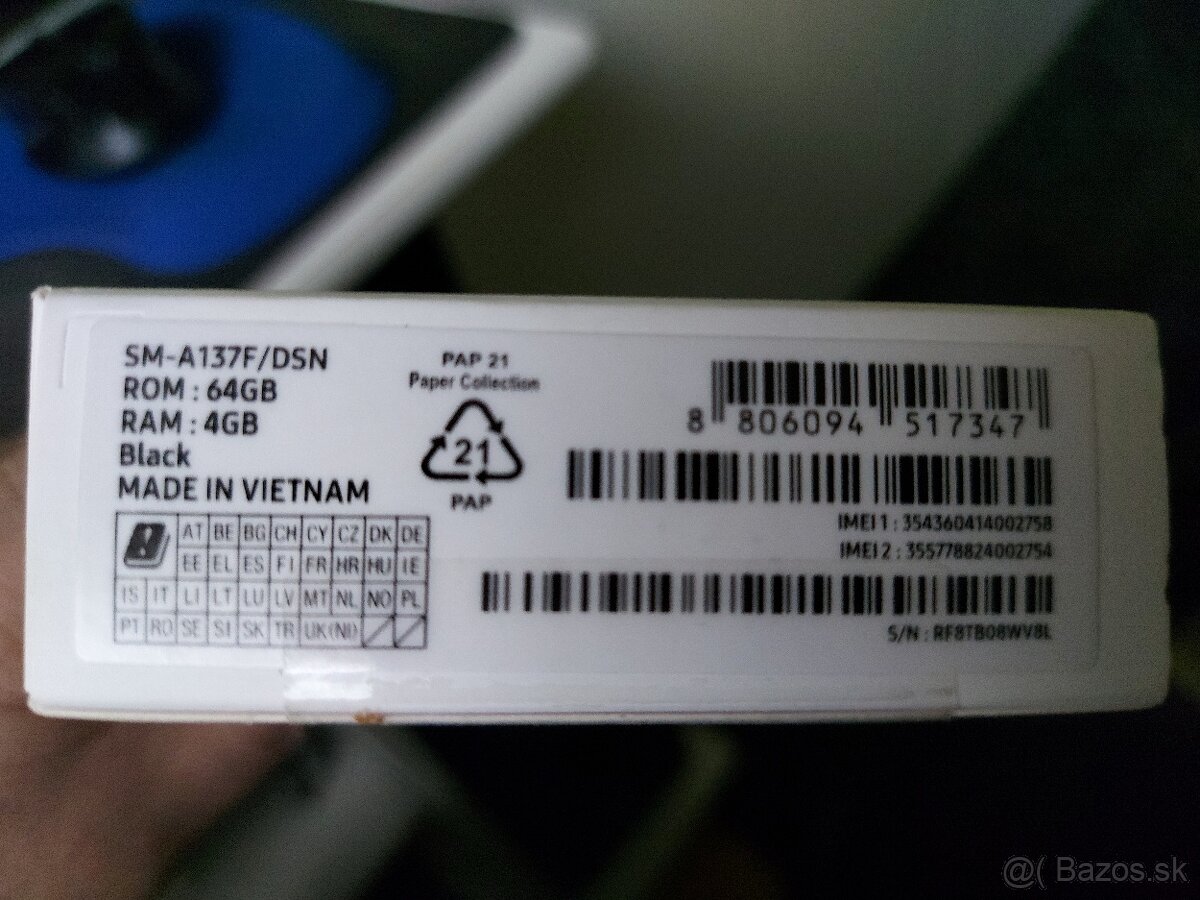 SM-A137F/DSN
ROM : 64GB
RAM : 4GB
Black
MADE IN VIETNAM
AT BE BG CH CY CZ DK DE
EE EL ES FI FR HR HU IE
IS IT LI LT LU LV MT NL NO PL
PT RO SE SI SK TR UK(NI)
PAP 21
Paper Collection
21
PAP
8 806094 517347
IMEI 1 : 354360414002758
IMEI 2 : 355778824002754
S/N : RF8TB08WV8L
@( Bazos.sk